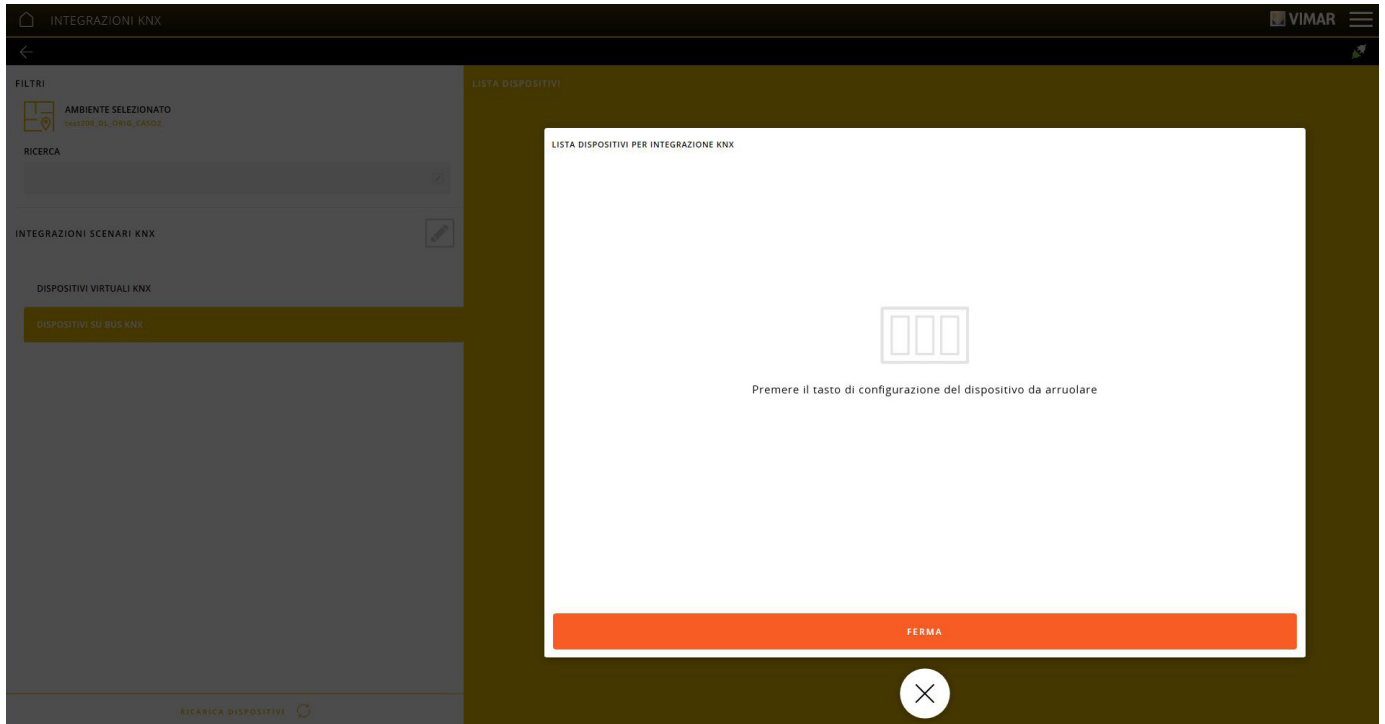 INTEGRAZIONI KNX
VIMAR
FILTRI
AMBIENTE SELEZIONATO
RICERCA
INTEGRAZIONI SCENARI KNX
DISPOSITIVI VIRTUALI KNX
DISPOSITIVI SU BUS KNX
RICARICA DISPOSITIVI
LISTA DISPOSITIVI
LISTA DISPOSITIVI PER INTEGRAZIONE KNX
Premere il tasto di configurazione del dispositivo da arruolare
FERMA